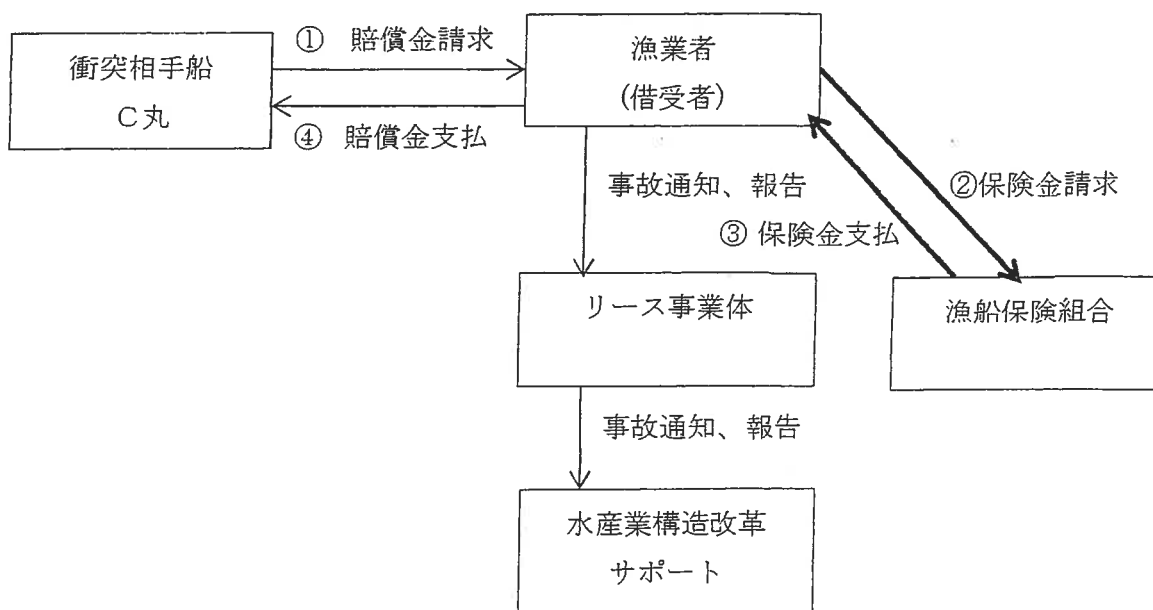 ① 賠償金請求
衝突相手船
C丸
④ 賠償金支払
漁業者
(借受者)
事故通知、報告
②保険金請求
③ 保険金支払
リース事業体
漁船保険組合
事故通知、報告
水産業構造改革
サポート